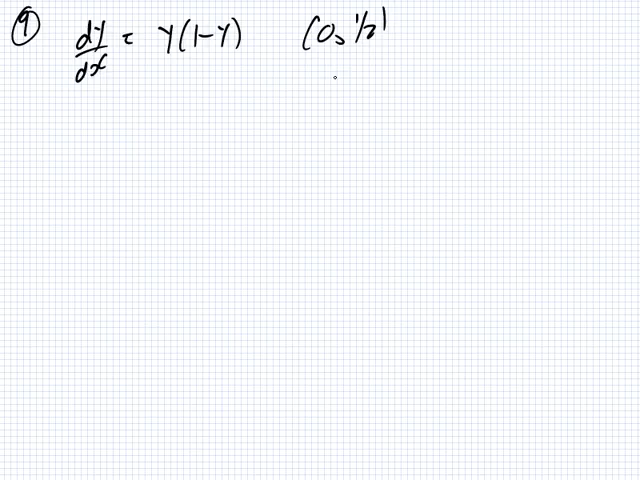 ⑨ dy/dx = y(1-y) (0, 1/2)